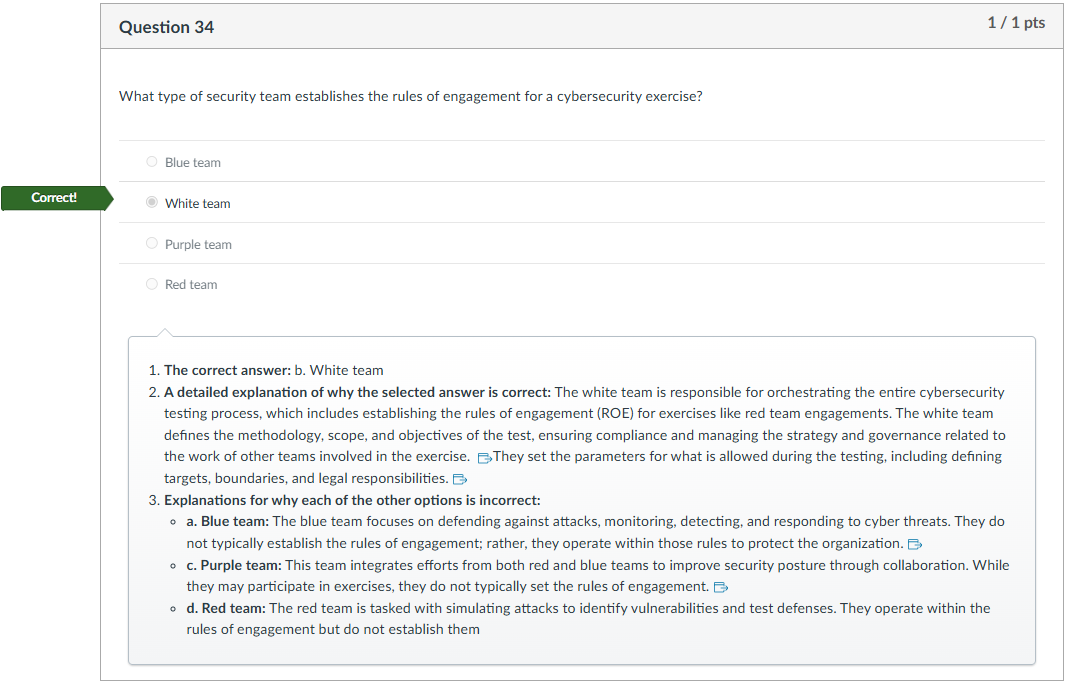 Question 34
1 / 1 pts
What type of security team establishes the rules of engagement for a cybersecurity exercise?
Blue team
Correct!
White team
Purple team
Red team
1. The correct answer: b. White team
2. A detailed explanation of why the selected answer is correct: The white team is responsible for orchestrating the entire cybersecurity
testing process, which includes establishing the rules of engagement (ROE) for exercises like red team engagements. The white team
defines the methodology, scope, and objectives of the test, ensuring compliance and managing the strategy and governance related to
the work of other teams involved in the exercise. They set the parameters for what is allowed during the testing, including defining
targets, boundaries, and legal responsibilities.
3. Explanations for why each of the other options is incorrect:
a. Blue team: The blue team focuses on defending against attacks, monitoring, detecting, and responding to cyber threats. They do
not typically establish the rules of engagement; rather, they operate within those rules to protect the organization.
c. Purple team: This team integrates efforts from both red and blue teams to improve security posture through collaboration. While
they may participate in exercises, they do not typically set the rules of engagement.
d. Red team: The red team is tasked with simulating attacks to identify vulnerabilities and test defenses. They operate within the
rules of engagement but do not establish them